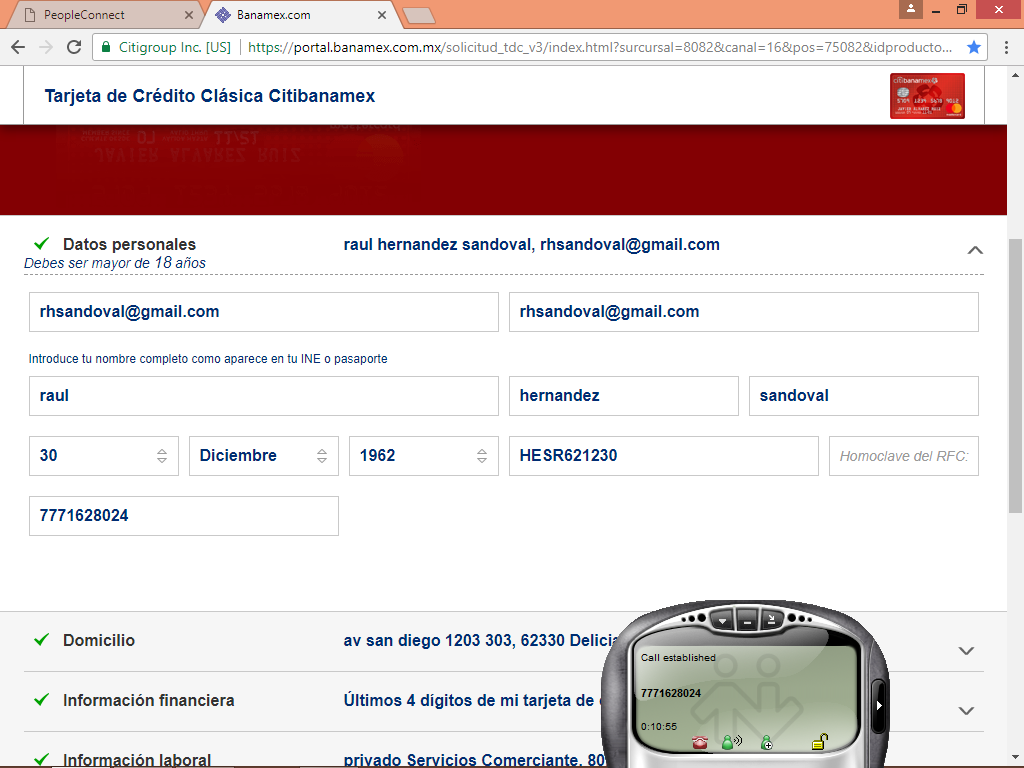 PeopleConnect
Banamex.com
Citigroup Inc. [US]
https://portal.banamex.com.mx/solicitud_tdc_v3/index.html?sursursal=8082&canal=16&pos=75082&idproducto...
Tarjeta de Crédito Clásica Citibanamex
citibanamex
JAVIER ALVAREZ RUIZ
Datos personales
raul hernandez sandoval, rhsandoval@gmail.com
Debes ser mayor de 18 años
rhsandoval@gmail.com
rhsandoval@gmail.com
Introduce tu nombre completo como aparece en tu INE o pasaporte
raul
hernandez
sandoval
30
Diciembre
1962
HESR621230
Homoclave del RFC:
7771628024
Domicilio
av san diego 1203 303, 62330 Delicia
Información financiera
Últimos 4 dígitos de mi tarjeta de
Información laboral
privado Servicios Comerciante, 80
Call established
7771628024
0:10:55